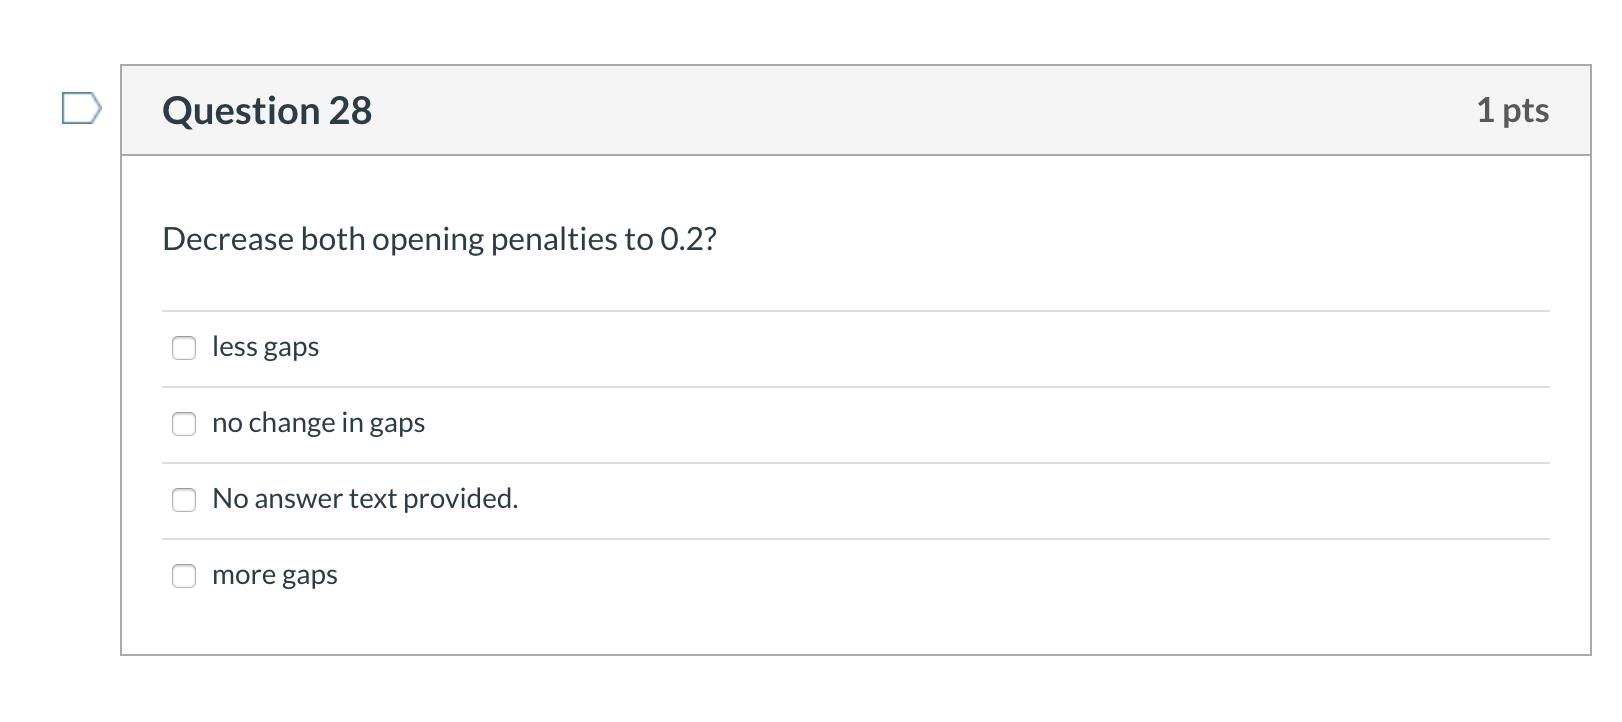 Question 28
1 pts
Decrease both opening penalties to 0.2?
less gaps
no change in gaps
No answer text provided.
more gaps